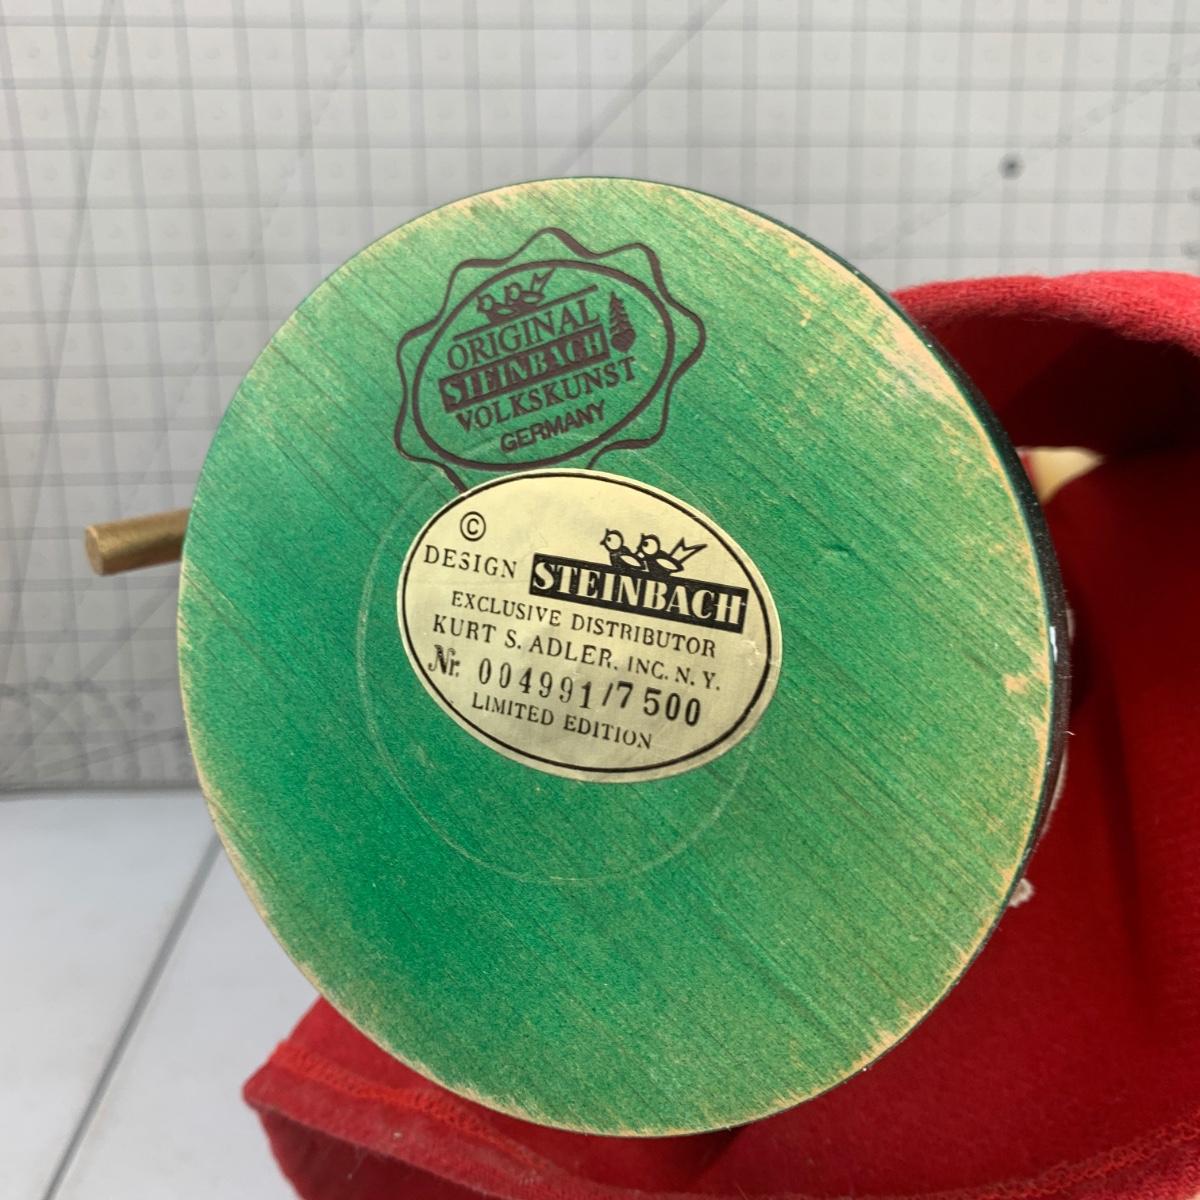 ORIGINAL
STEINBACH
VOLKSKUNST
GERMANY
©
DESIGN STEINBACH
EXCLUSIVE DISTRIBUTOR
KURT S. ADLER, INC. N.Y.
Nr. 004991/7500
LIMITED EDITION